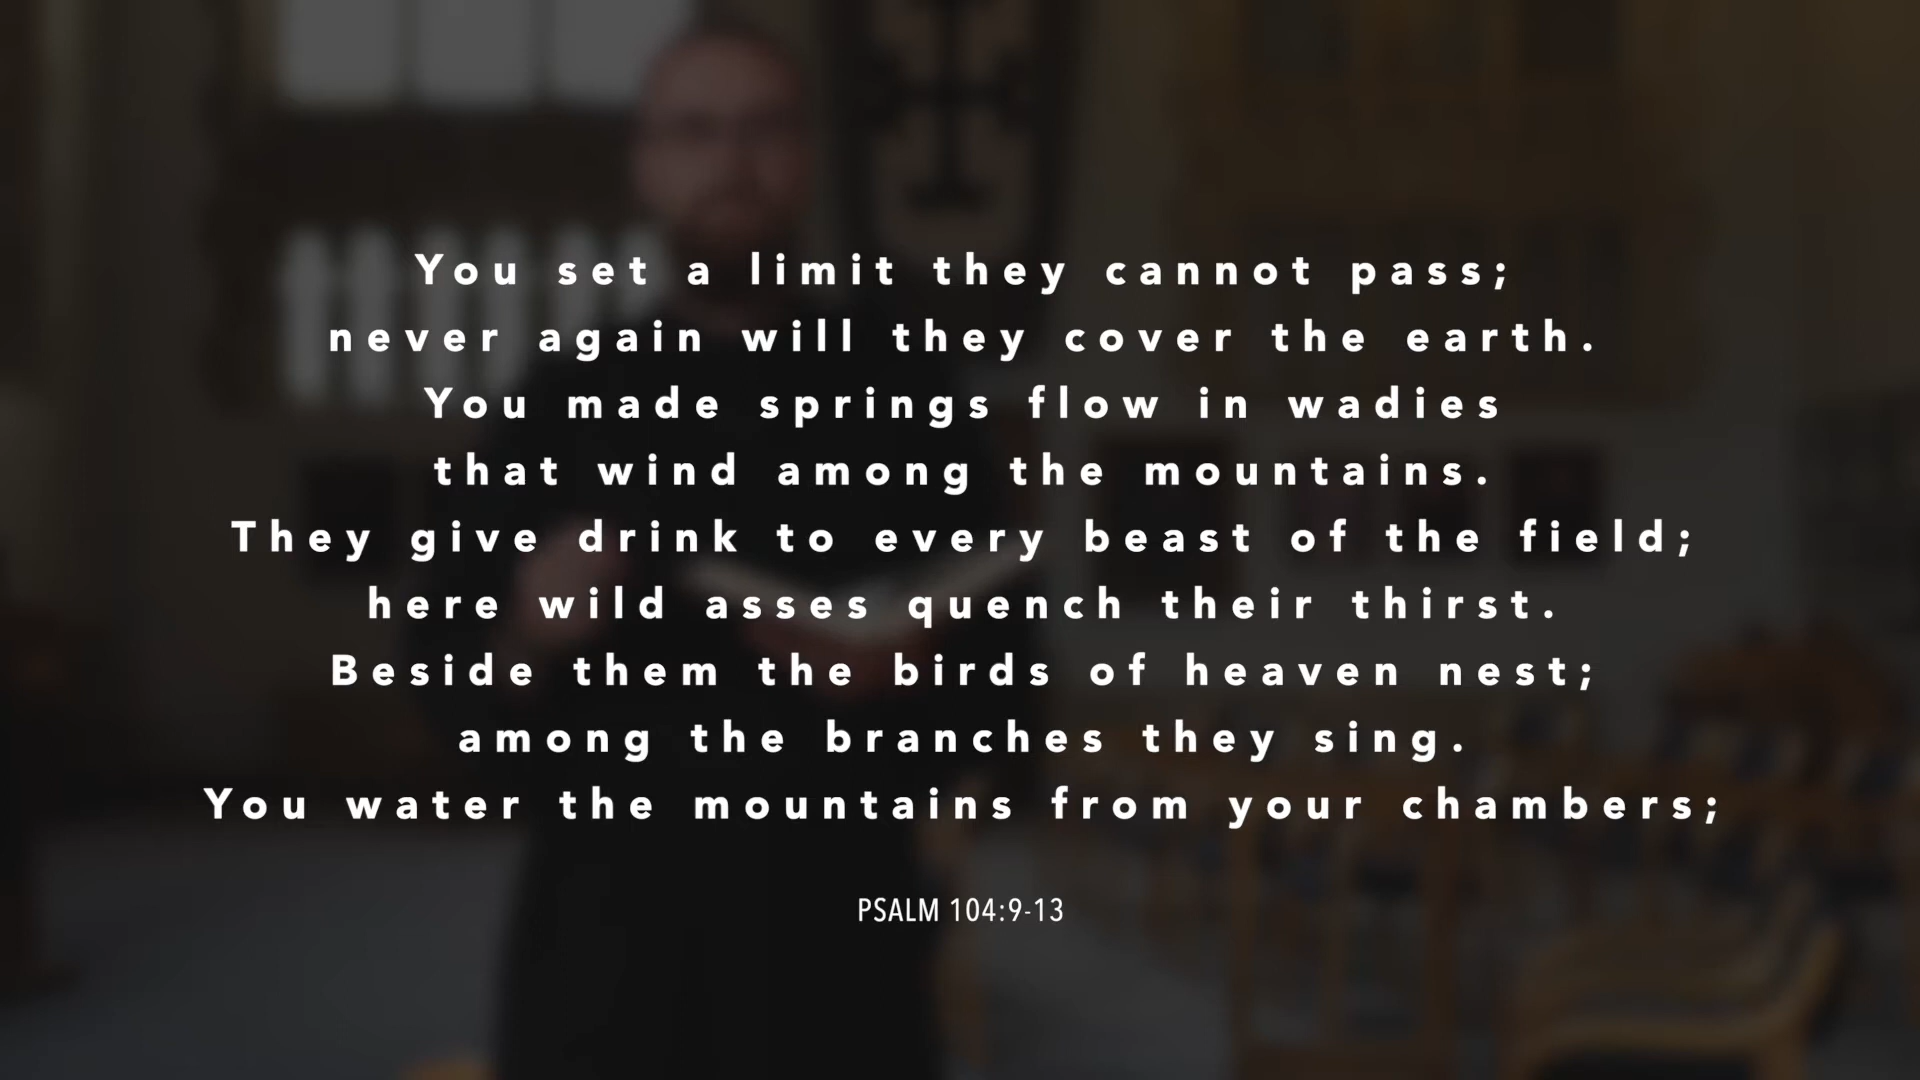 You set a limit they cannot pass;
never again will they cover the earth.
You made springs flow in wadies
that wind among the mountains.
They give drink to every beast of the field;
here wild asses quench their thirst.
Beside them the birds of heaven nest;
among the branches they sing.
You water the mountains from your chambers;
PSALM 104:9-13